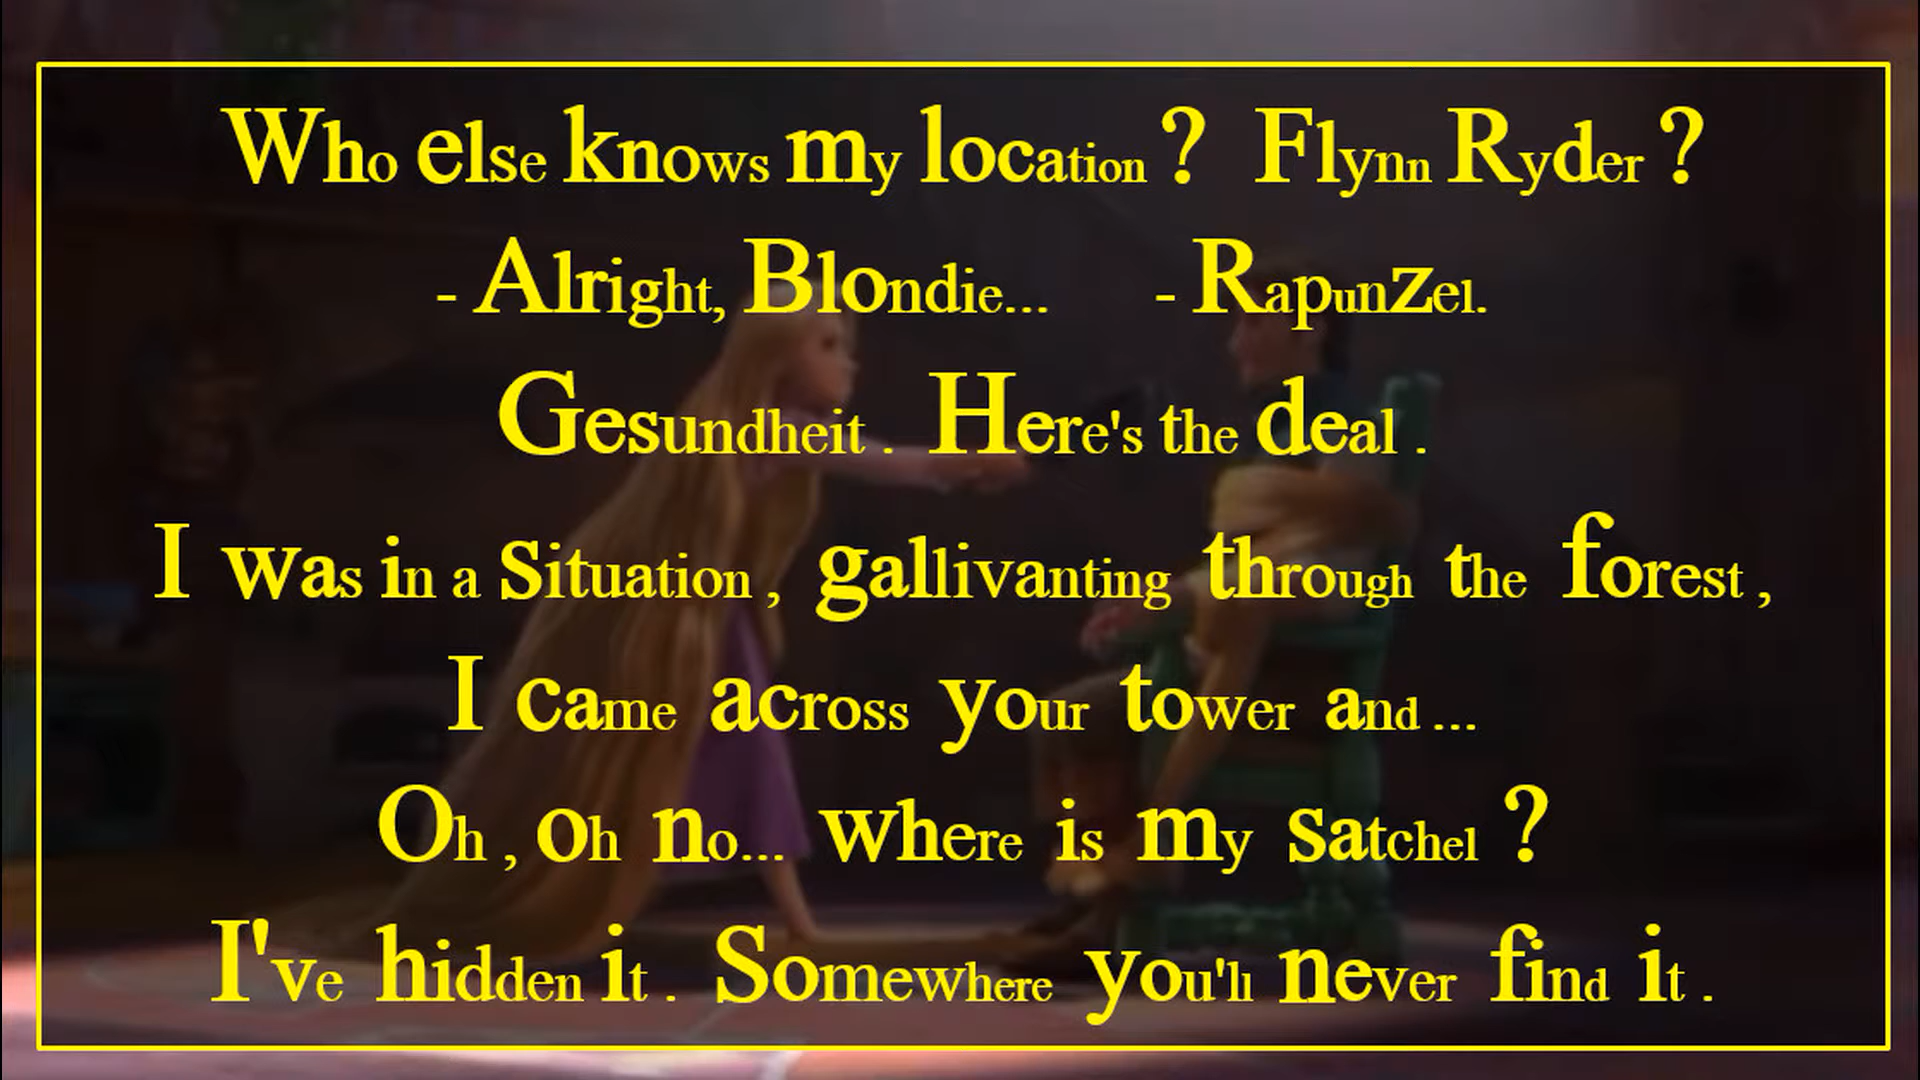 Who else knows my location ? Flynn Ryder ?
- Alright, Blondie... - Rapunzel.
Gesundheit . Here's the deal .
I was in a situation , gallivanting through the forest ,
I came across your tower and ...
Oh , oh no... where is my satchel ?
I've hidden it . Somewhere you'll never find it .